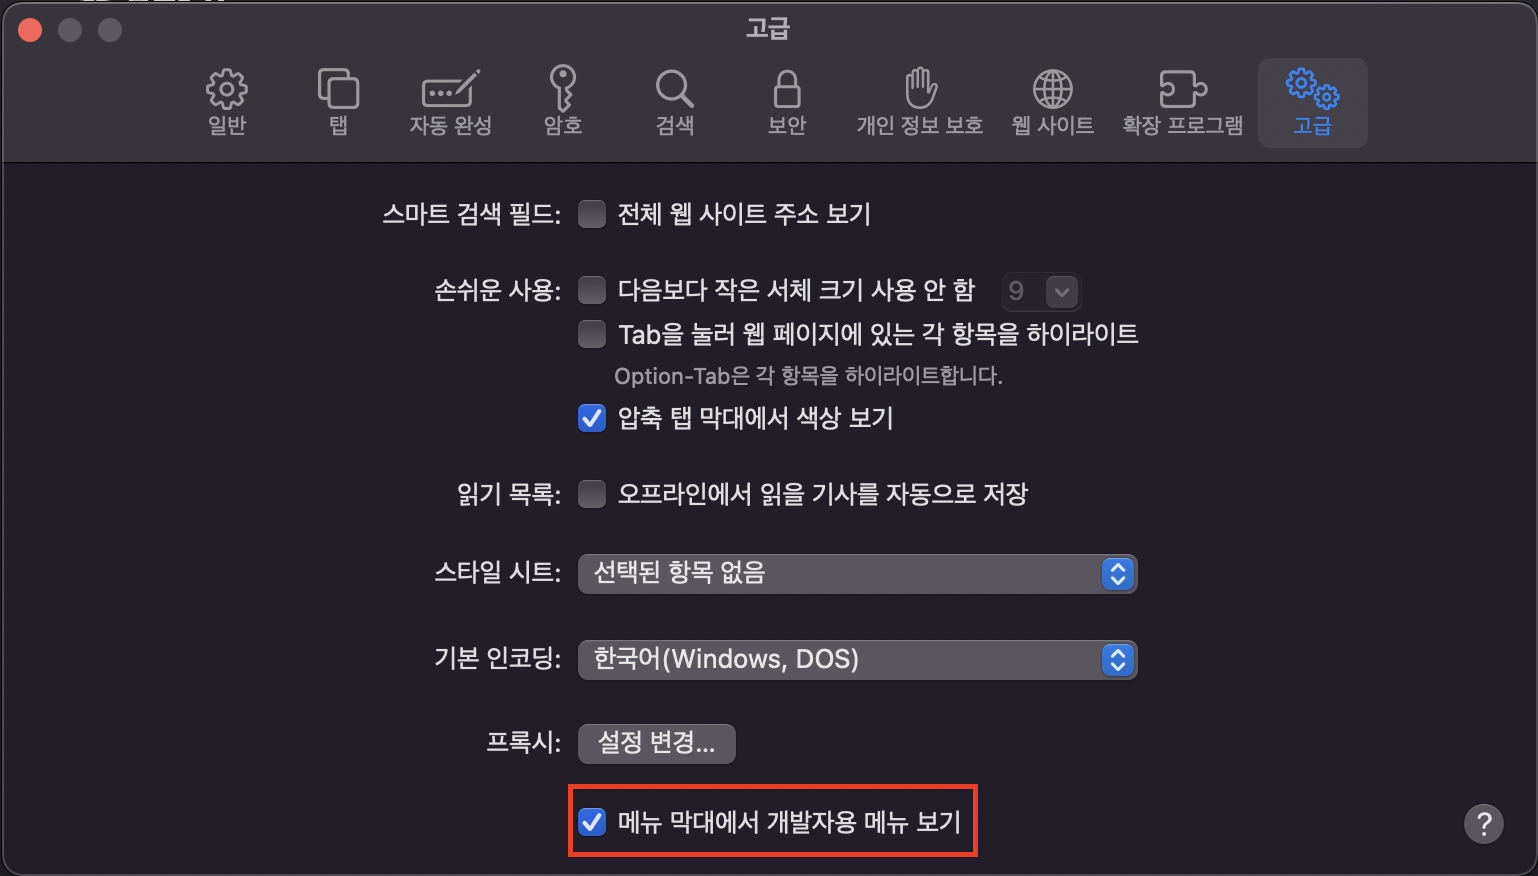 고급
일반
탭
자동 완성
암호
검색
보안
개인 정보 보호
웹 사이트
확장 프로그램
고급
스마트 검색 필드: 전체 웹 사이트 주소 보기
손쉬운 사용: 다음보다 작은 서체 크기 사용 안 함 9
Tab을 눌러 웹 페이지에 있는 각 항목을 하이라이트
Option-Tab은 각 항목을 하이라이트합니다.
압축 탭 막대에서 색상 보기
읽기 목록: 오프라인에서 읽을 기사를 자동으로 저장
스타일 시트: 선택된 항목 없음
기본 인코딩: 한국어(Windows, DOS)
프록시: 설정 변경...
메뉴 막대에서 개발자용 메뉴 보기
?